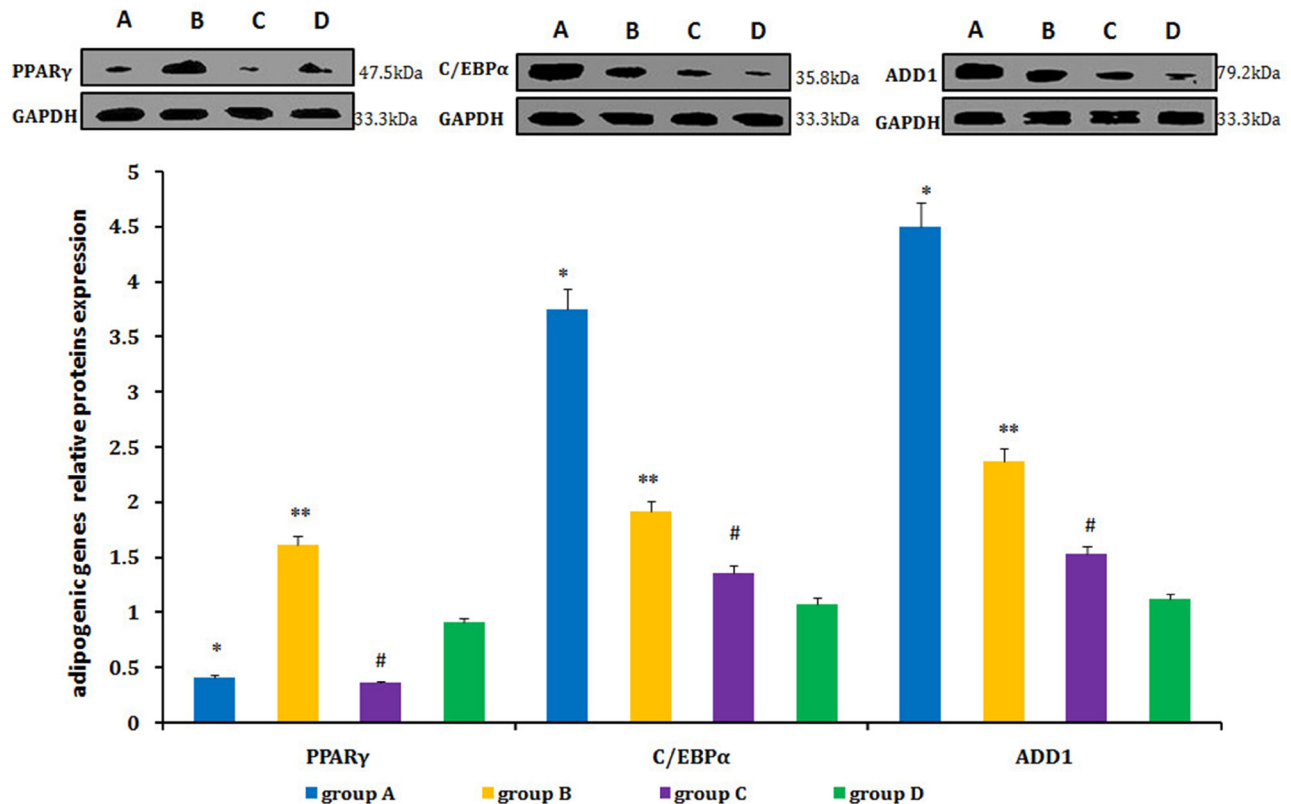 A B C D
PPARγ 47.5kDa
GAPDH 33.3kDa
A B C D
C/EBPα 35.8kDa
GAPDH 33.3kDa
A B C D
ADD1 79.2kDa
GAPDH 33.3kDa
adipogenic genes relative proteins expression
5
4.5
4
3.5
3
2.5
2
1.5
1
0.5
0
* ** #
* ** #
* ** #
PPARγ C/EBPα ADD1
group A group B group C group D